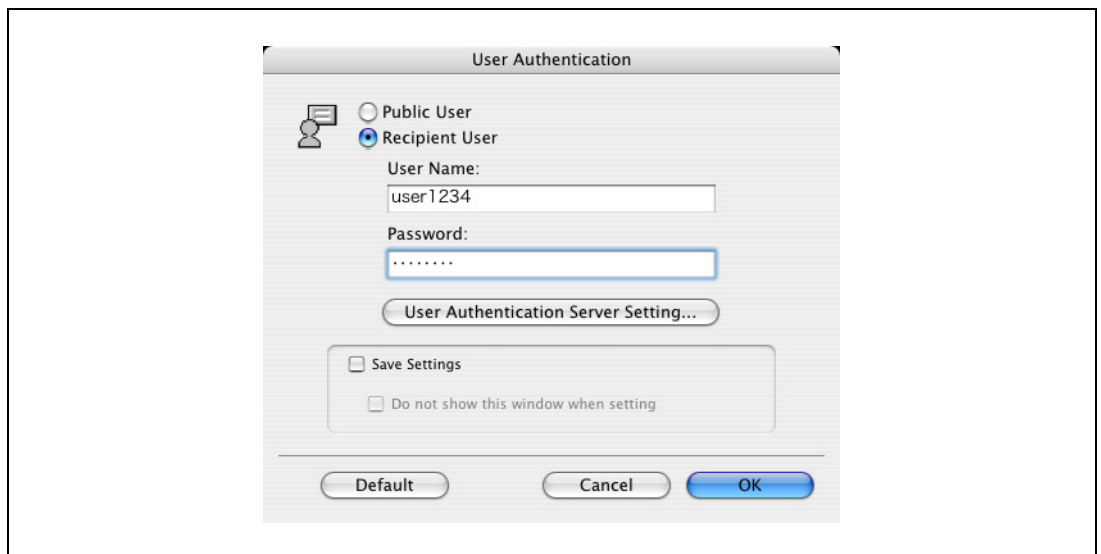 User Authentication
Public User
Recipient User
User Name:
user1234
Password:
········
User Authentication Server Setting...
Save Settings
Do not show this window when setting
Default Cancel OK